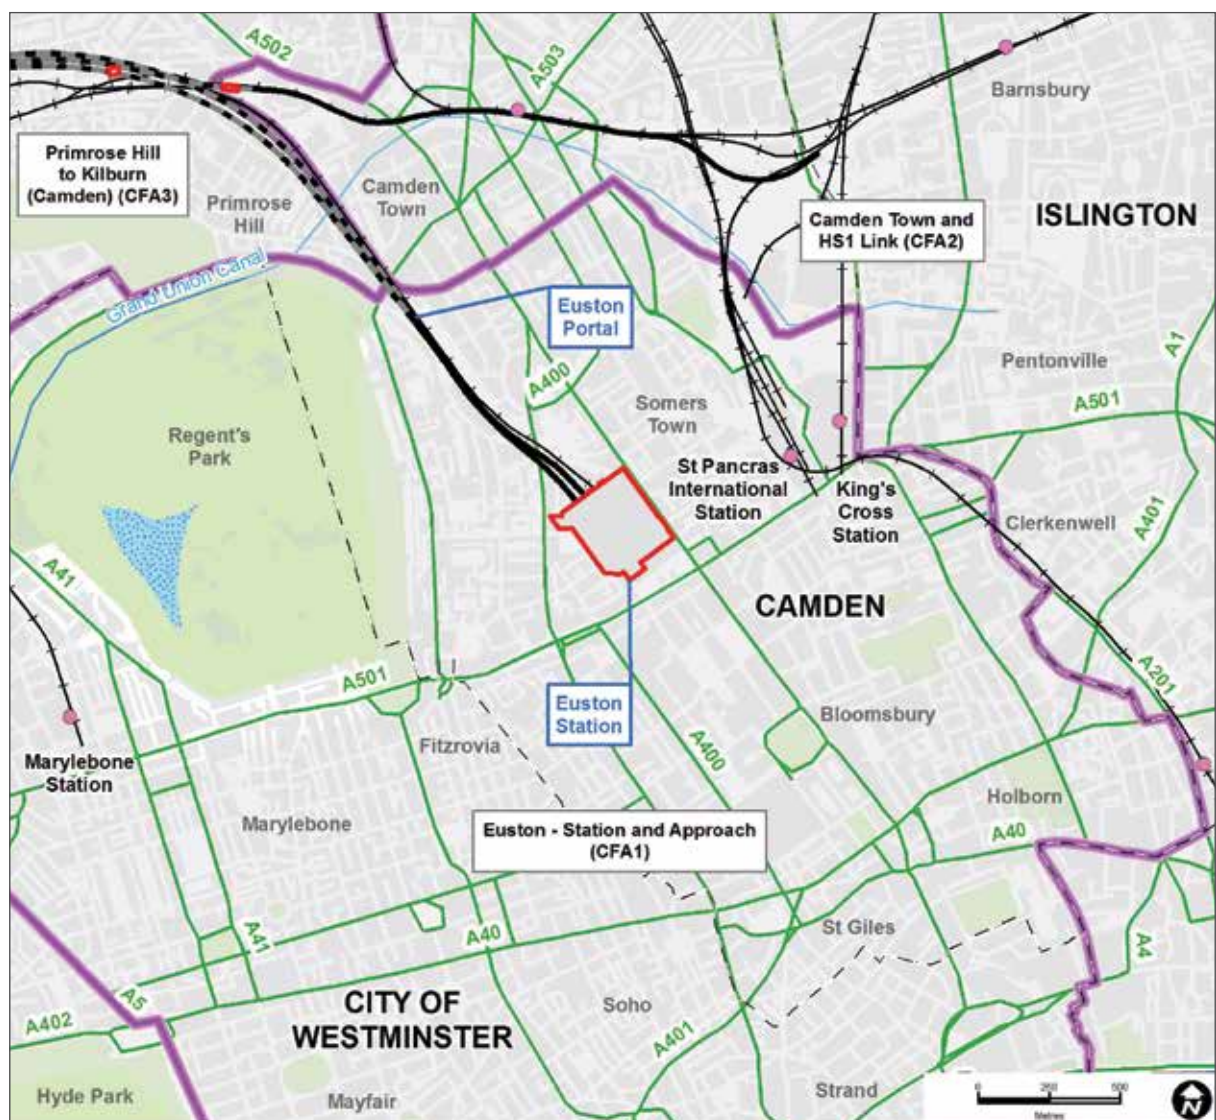 A502
A503
Barnsbury
Primrose Hill
to Kilburn
(Camden) (CFA3)
Primrose
Hill
Camden
Town
Camden Town and
HS1 Link (CFA2)
ISLINGTON
Grand Union Canal
Euston
Portal
A1
Pentonville
A400
Somers
Town
A501
Regent's
Park
St Pancras
International
Station
King's
Cross
Station
Clerkenwell
A401
A41
CAMDEN
A501
A201
Euston
Station
Bloomsbury
Fitzrovia
A400
Marylebone
Station
Holborn
Marylebone
Euston - Station and Approach
(CFA1)
A40
A41
A40
St Giles
A4
A5
CITY OF
WESTMINSTER
Soho
A402
A401
Hyde Park
Mayfair
Strand
0 250 500
Metres
N